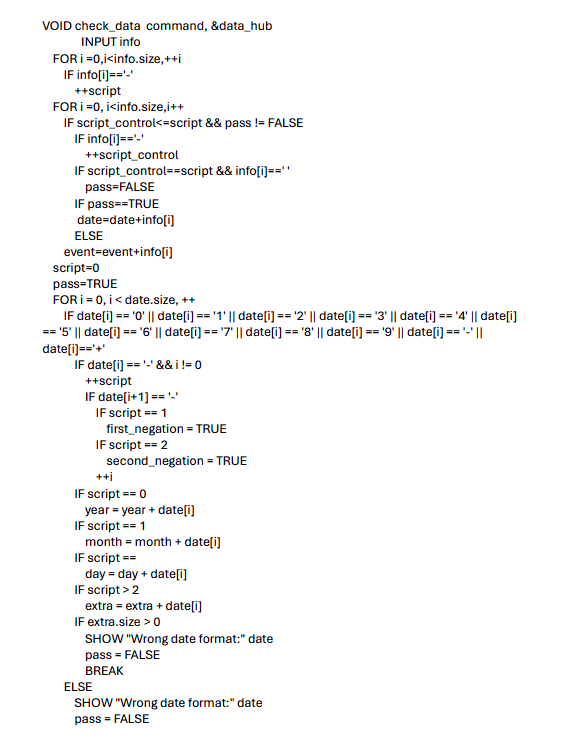 VOID check_data  command, &data_hub
INPUT info
FOR i =0,i<info.size,++i
IF info[i]=='-'
++script
FOR i =0, i<info.size,i++
IF script_control<=script && pass != FALSE
IF info[i]=='-'
++script_control
IF script_control==script && info[i]==' '
pass=FALSE
IF pass==TRUE
date=date+info[i]
ELSE
event=event+info[i]
script=0
pass=TRUE
FOR i = 0, i < date.size, ++
IF date[i] == '0' || date[i] == '1' || date[i] == '2' || date[i] == '3' || date[i] == '4' || date[i]
== '5' || date[i] == '6' || date[i] == '7' || date[i] == '8' || date[i] == '9' || date[i] == '-' ||
date[i]=='+'
IF date[i] == '-' && i != 0
++script
IF date[i+1] == '-'
IF script == 1
first_negation = TRUE
IF script == 2
second_negation = TRUE
++i
IF script == 0
year = year + date[i]
IF script == 1
month = month + date[i]
IF script ==
day = day + date[i]
IF script > 2
extra = extra + date[i]
IF extra.size > 0
SHOW "Wrong date format:" date
pass = FALSE
BREAK
ELSE
SHOW "Wrong date format:" date
pass = FALSE